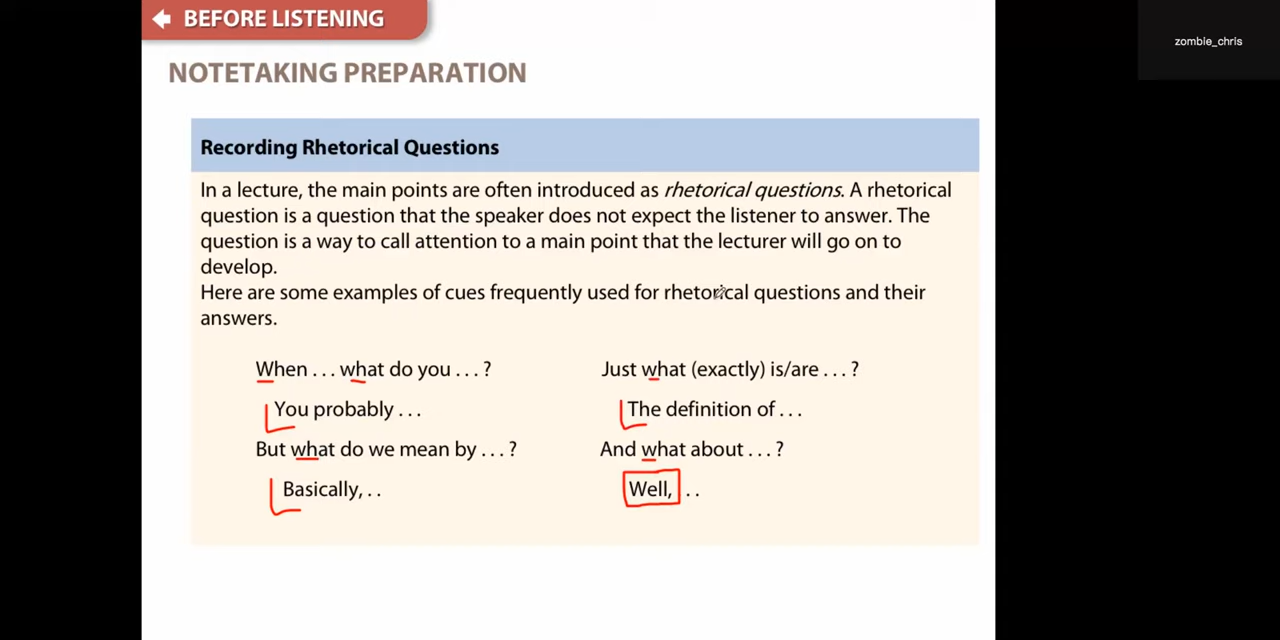 BEFORE LISTENING
zombie_chris
NOTETAKING PREPARATION
Recording Rhetorical Questions
In a lecture, the main points are often introduced as rhetorical questions. A rhetorical
question is a question that the speaker does not expect the listener to answer. The
question is a way to call attention to a main point that the lecturer will go on to
develop.
Here are some examples of cues frequently used for rhetorical questions and their
answers.
When . . . what do you . . . ?
You probably . . .
But what do we mean by . . . ?
Basically, . .
Just what (exactly) is/are . . . ?
The definition of . . .
And what about . . . ?
Well, . .